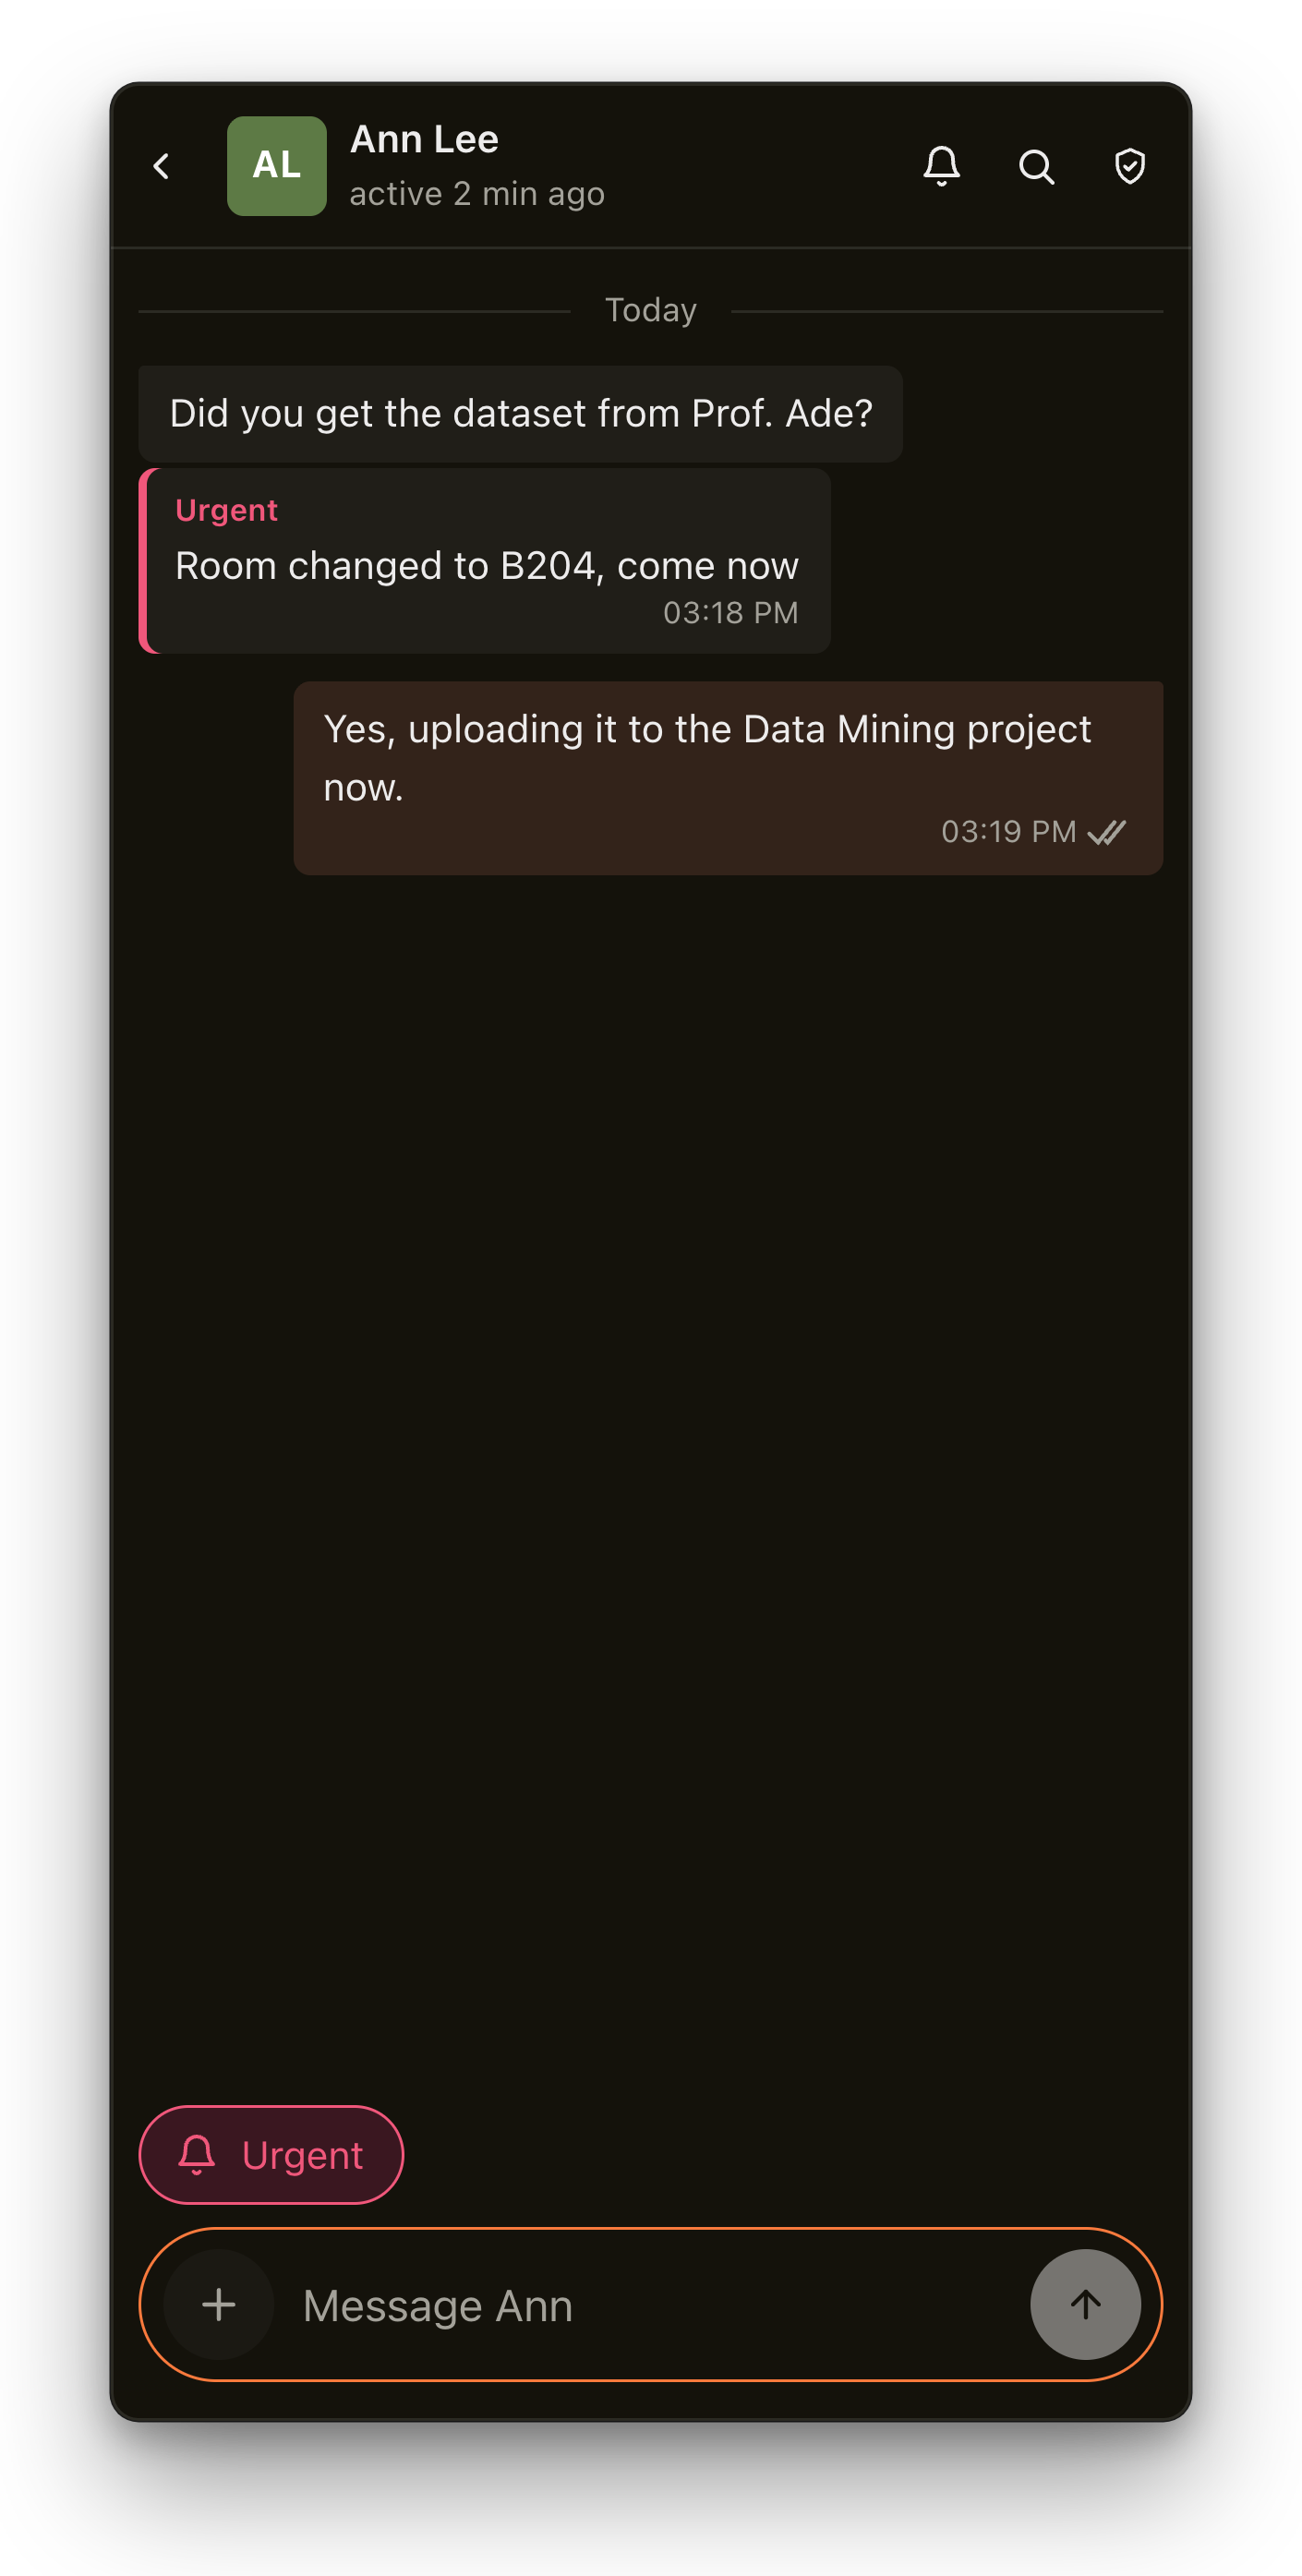 AL
Ann Lee
active 2 min ago
Today
Did you get the dataset from Prof. Ade?
Urgent
Room changed to B204, come now
03:18 PM
Yes, uploading it to the Data Mining project
now.
03:19 PM
Urgent
Message Ann